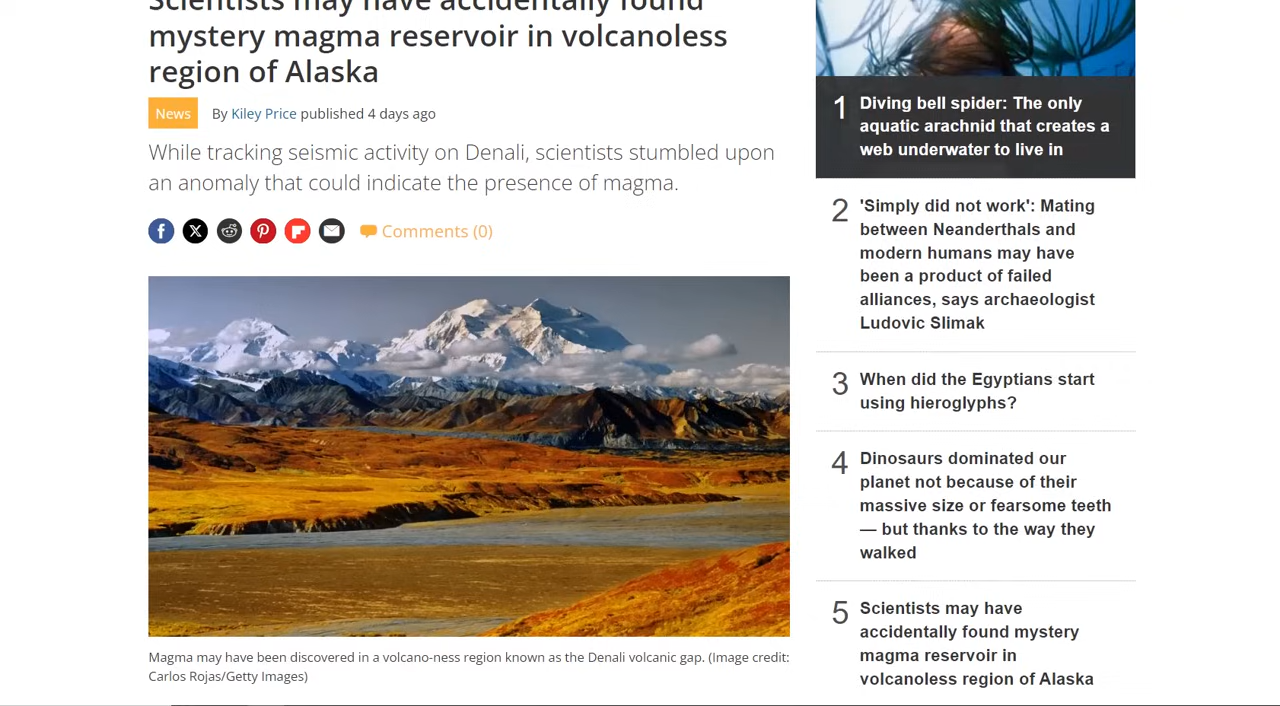 Scientists may have accidentally found
mystery magma reservoir in volcanoless
region of Alaska
News
By Kiley Price published 4 days ago
While tracking seismic activity on Denali, scientists stumbled upon
an anomaly that could indicate the presence of magma.
Comments (0)
Magma may have been discovered in a volcano-ness region known as the Denali volcanic gap. (Image credit:
Carlos Rojas/Getty Images)
1
Diving bell spider: The only
aquatic arachnid that creates a
web underwater to live in
2
'Simply did not work': Mating
between Neanderthals and
modern humans may have
been a product of failed
alliances, says archaeologist
Ludovic Slimak
3
When did the Egyptians start
using hieroglyphs?
4
Dinosaurs dominated our
planet not because of their
massive size or fearsome teeth
— but thanks to the way they
walked
5
Scientists may have
accidentally found mystery
magma reservoir in
volcanoless region of Alaska